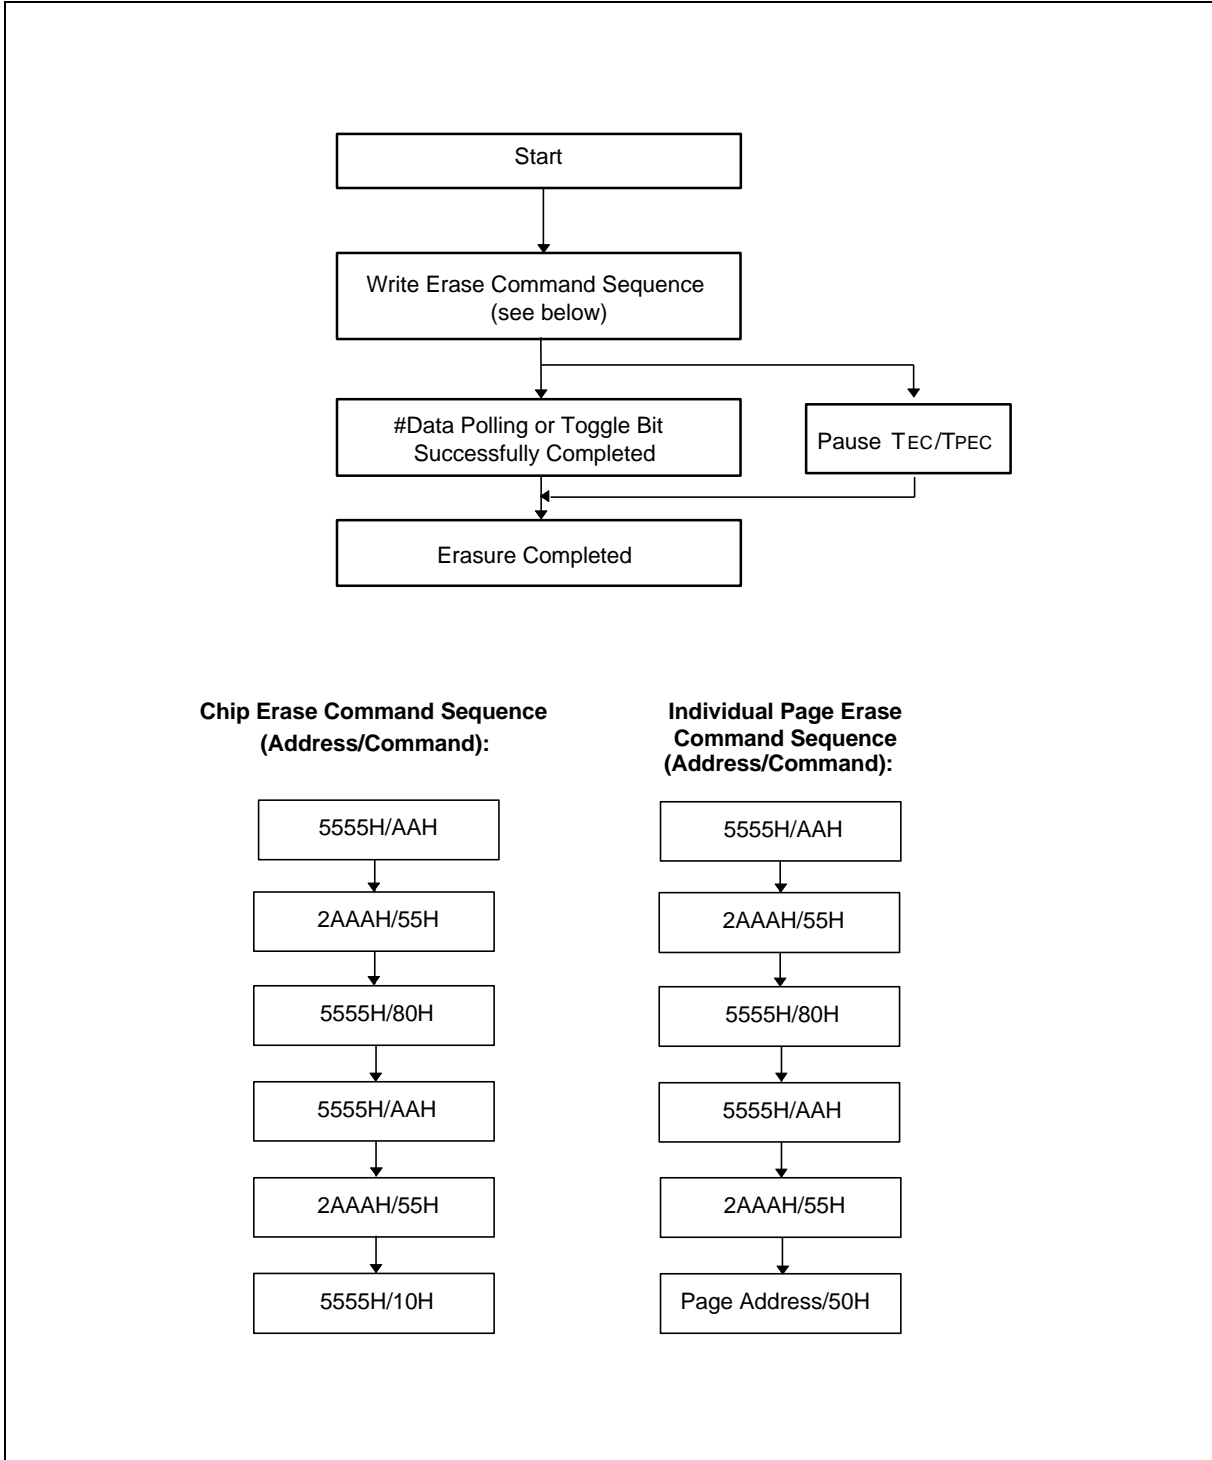 Start
Write Erase Command Sequence
(see below)
#Data Polling or Toggle Bit
Successfully Completed
Pause TEC/TPEC
Erasure Completed
Chip Erase Command Sequence
(Address/Command):
5555H/AAH
2AAAH/55H
5555H/80H
5555H/AAH
2AAAH/55H
5555H/10H
Individual Page Erase
Command Sequence
(Address/Command):
5555H/AAH
2AAAH/55H
5555H/80H
5555H/AAH
2AAAH/55H
Page Address/50H